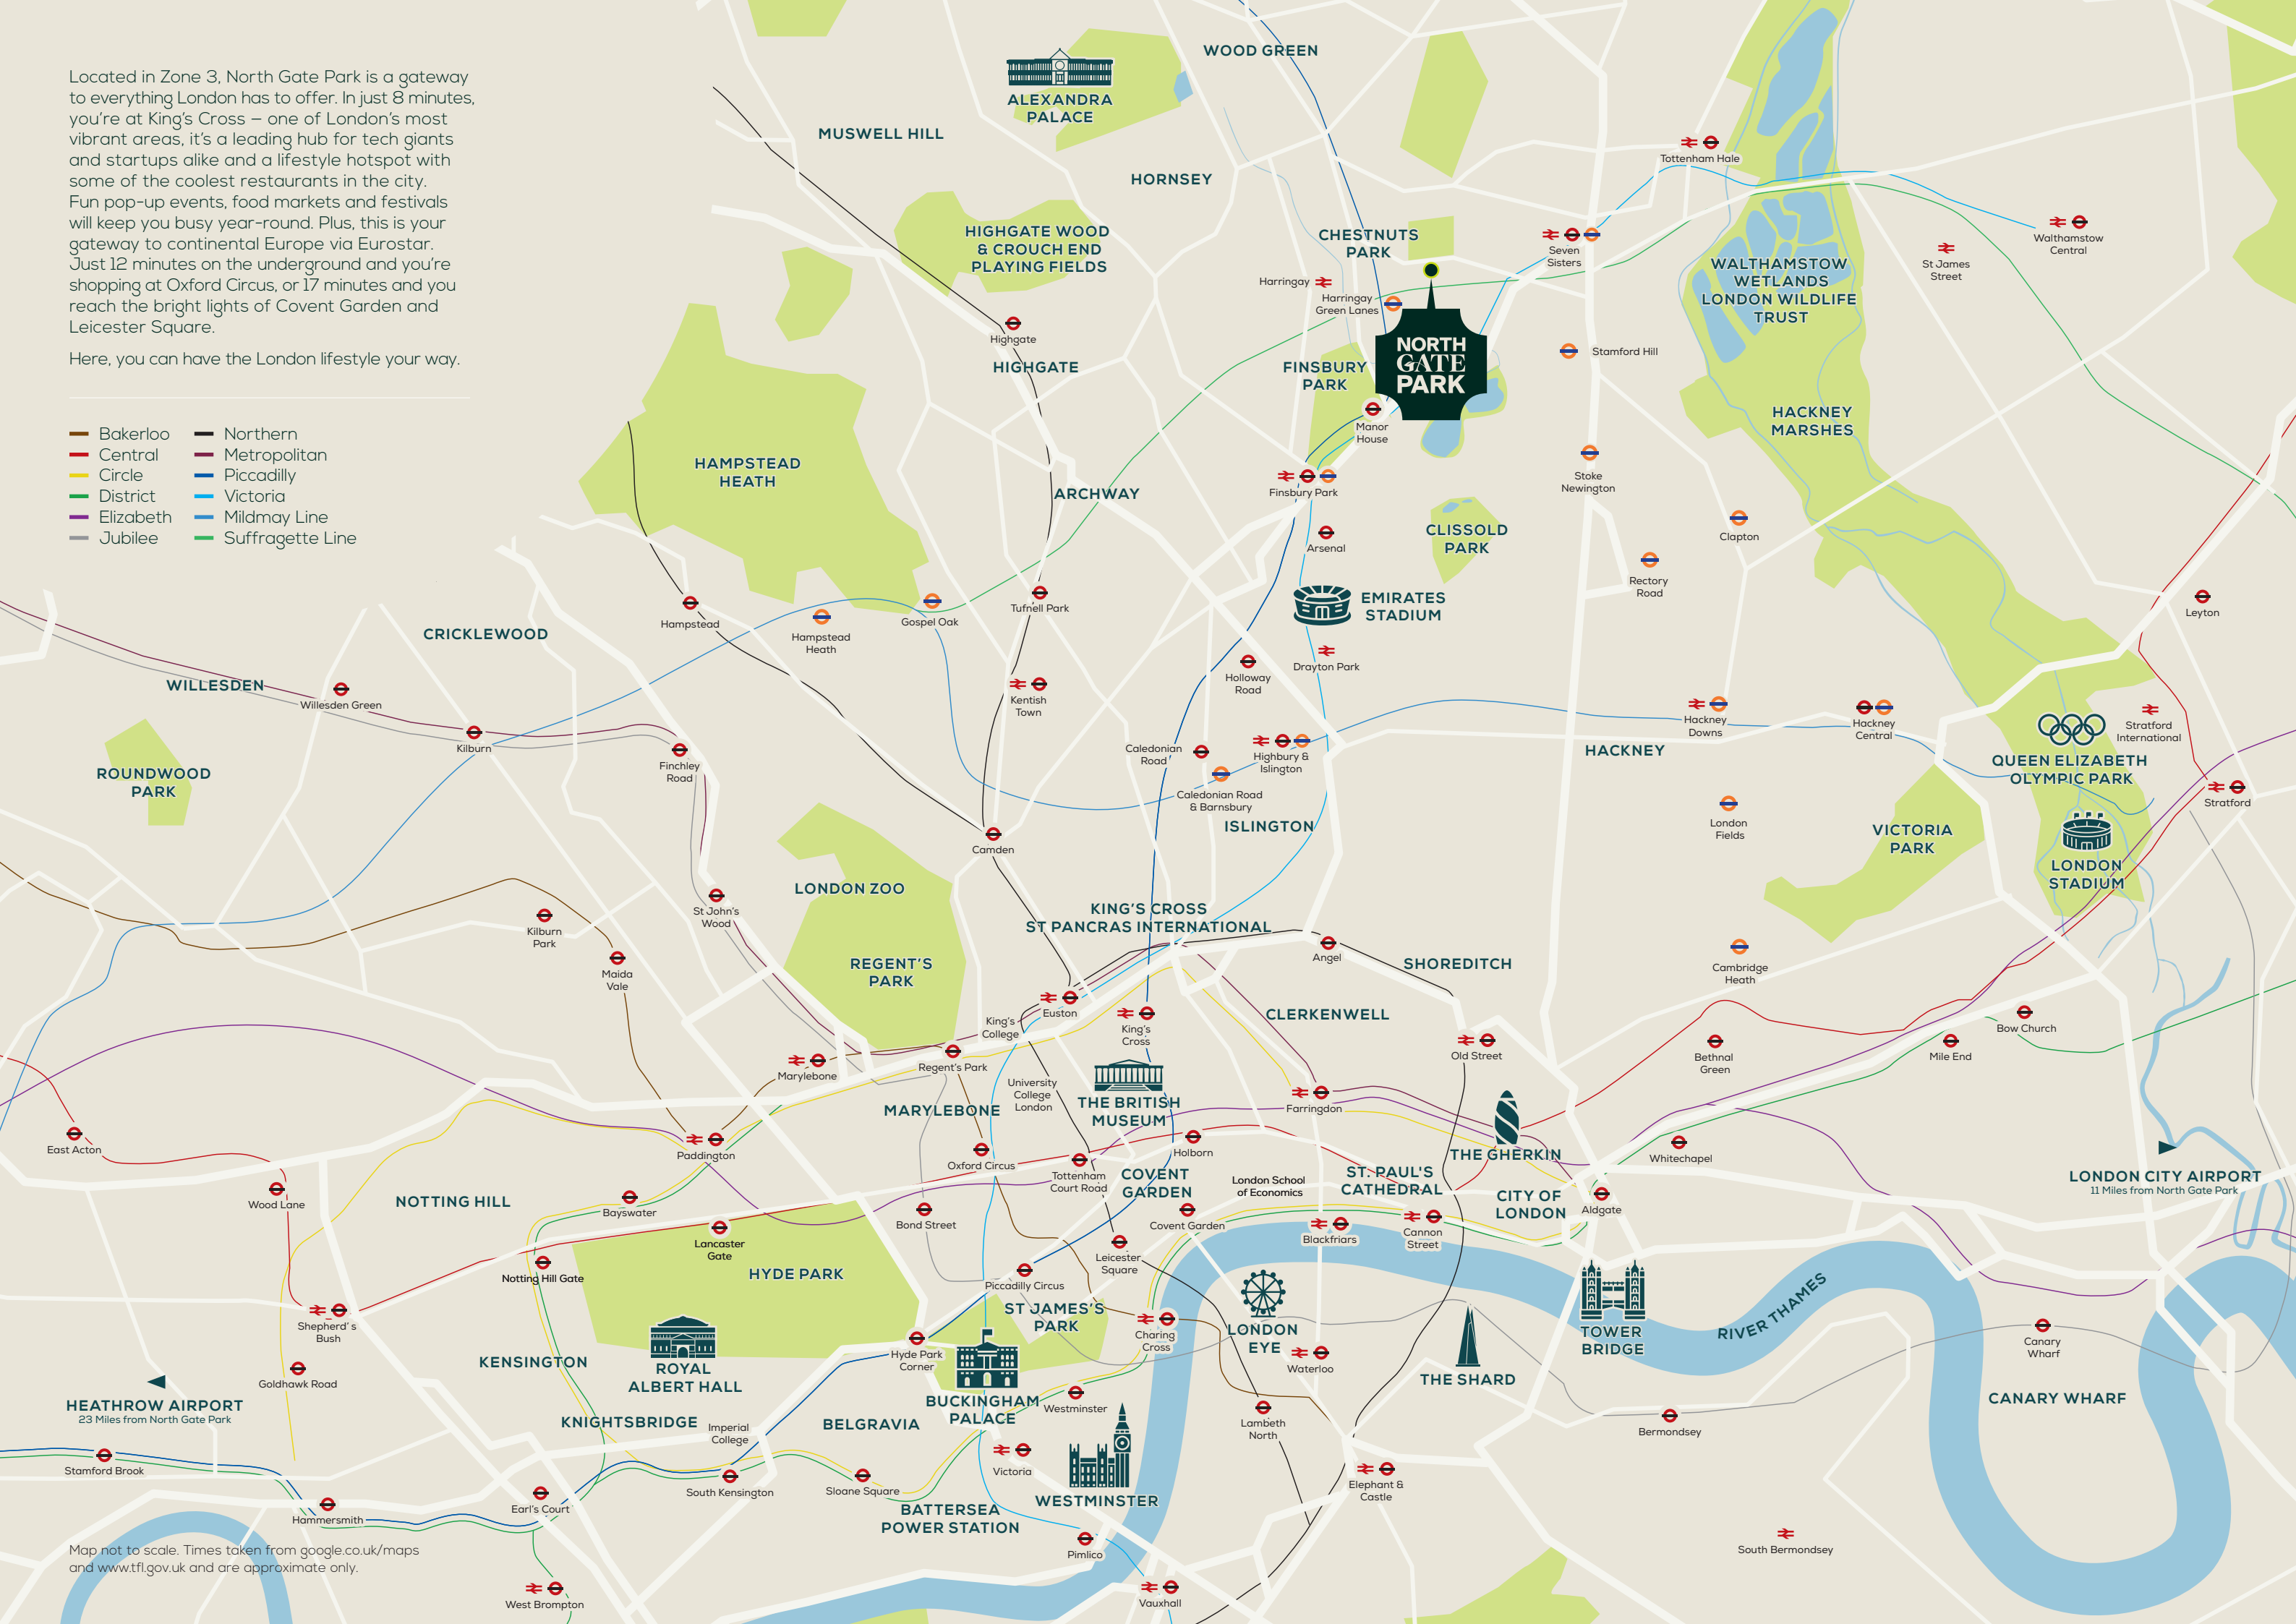 Located in Zone 3, North Gate Park is a gateway
to everything London has to offer. In just 8 minutes,
you're at King's Cross – one of London's most
vibrant areas, it's a leading hub for tech giants
and startups alike and a lifestyle hotspot with
some of the coolest restaurants in the city.
Fun pop-up events, food markets and festivals
will keep you busy year-round. Plus, this is your
gateway to continental Europe via Eurostar.
Just 12 minutes on the underground and you're
shopping at Oxford Circus, or 17 minutes and you
reach the bright lights of Covent Garden and
Leicester Square.
Here, you can have the London lifestyle your way.
Bakerloo
Central
Circle
District
Elizabeth
Jubilee
Northern
Metropolitan
Piccadilly
Victoria
Mildmay Line
Suffragette Line
WOOD GREEN
ALEXANDRA
PALACE
MUSWELL HILL
HORNSEY
Tottenham Hale
HIGHGATE WOOD
& CROUCH END
PLAYING FIELDS
CHESTNUTS
PARK
Seven
Sisters
Walthamstow
Central
St James
Street
WALTHAMSTOW
WETLANDS
LONDON WILDLIFE
TRUST
Harringay
Harringay
Green Lanes
Highgate
HIGHGATE
FINSBURY
PARK
NORTH
GATE
PARK
Stamford Hill
Manor
House
HACKNEY
MARSHES
HAMPSTEAD
HEATH
ARCHWAY
Finsbury Park
Stoke
Newington
Arsenal
CLISSOLD
PARK
Clapton
Rectory
Road
EMIRATES
STADIUM
Tufnell Park
Leyton
Hampstead
Hampstead
Heath
Gospel Oak
CRICKLEWOOD
Drayton Park
Holloway
Road
WILLESDEN
Willesden Green
Kentish
Town
Kilburn
Finchley
Road
Caledonian
Road
Highbury &
Islington
Caledonian Road
& Barnsbury
ISLINGTON
HACKNEY
Hackney
Downs
Hackney
Central
Stratford
International
QUEEN ELIZABETH
OLYMPIC PARK
Stratford
ROUNDWOOD
PARK
London
Fields
VICTORIA
PARK
LONDON
STADIUM
Camden
LONDON ZOO
St John's
Wood
Kilburn
Park
Maida
Vale
KING'S CROSS
ST PANCRAS INTERNATIONAL
Angel
SHOREDITCH
Cambridge
Heath
REGENT'S
PARK
Euston
King's
College
King's
Cross
CLERKENWELL
Old Street
Bethnal
Green
Mile End
Bow Church
Marylebone
Regent's Park
University
College
London
MARYLEBONE
THE BRITISH
MUSEUM
Farringdon
THE GHERKIN
Whitechapel
East Acton
Paddington
Oxford Circus
Holborn
Tottenham
Court Road
COVENT
GARDEN
London School
of Economics
ST. PAUL'S
CATHEDRAL
CITY OF
LONDON
Aldgate
LONDON CITY AIRPORT
11 Miles from North Gate Park
Wood Lane
NOTTING HILL
Bayswater
Lancaster
Gate
Bond Street
Covent Garden
Blackfriars
Cannon
Street
Notting Hill Gate
HYDE PARK
Leicester
Square
Piccadilly Circus
ST JAMES'S
PARK
Charing
Cross
LONDON
EYE
Waterloo
THE SHARD
TOWER
BRIDGE
RIVER THAMES
Canary
Wharf
CANARY WHARF
Shepherd's
Bush
Goldhawk Road
KENSINGTON
ROYAL
ALBERT HALL
Hyde Park
Corner
BUCKINGHAM
PALACE
Westminster
Lambeth
North
Bermondsey
HEATHROW AIRPORT
23 Miles from North Gate Park
KNIGHTSBRIDGE
Imperial
College
BELGRAVIA
Victoria
WESTMINSTER
Elephant &
Castle
Stamford Brook
Hammersmith
Earl's Court
South Kensington
Sloane Square
BATTERSEA
POWER STATION
Pimlico
South Bermondsey
West Brompton
Vauxhall
Map not to scale. Times taken from google.co.uk/maps
and www.tfl.gov.uk and are approximate only.